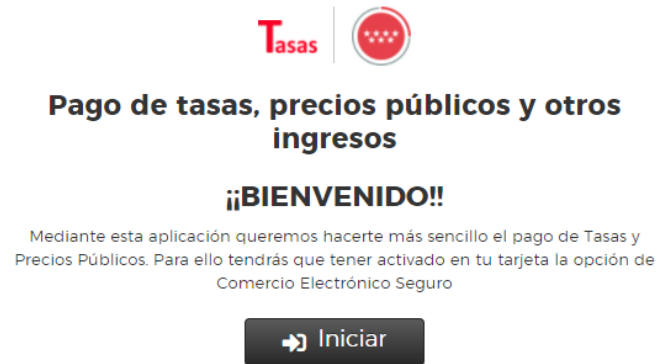 Tasas
Pago de tasas, precios públicos y otros
ingresos
¡¡BIENVENIDO!!
Mediante esta aplicación queremos hacerte más sencillo el pago de Tasas y
Precios Públicos. Para ello tendrás que tener activado en tu tarjeta la opción de
Comercio Electrónico Seguro
Iniciar